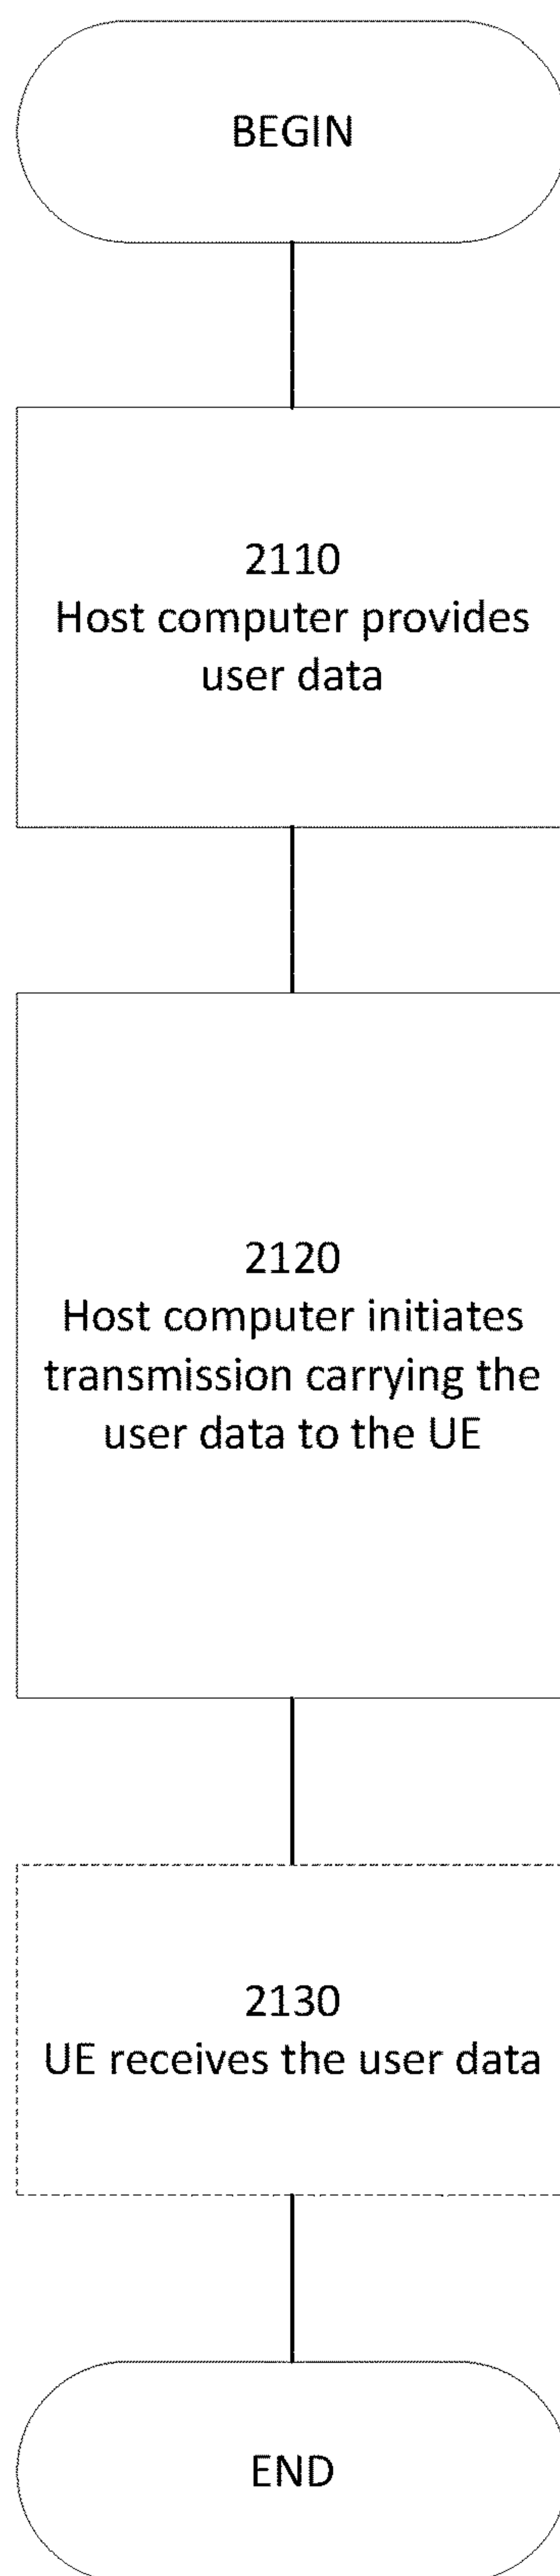 BEGIN
2110
Host computer provides
user data
2120
Host computer initiates
transmission carrying the
user data to the UE
2130
UE receives the user data
END